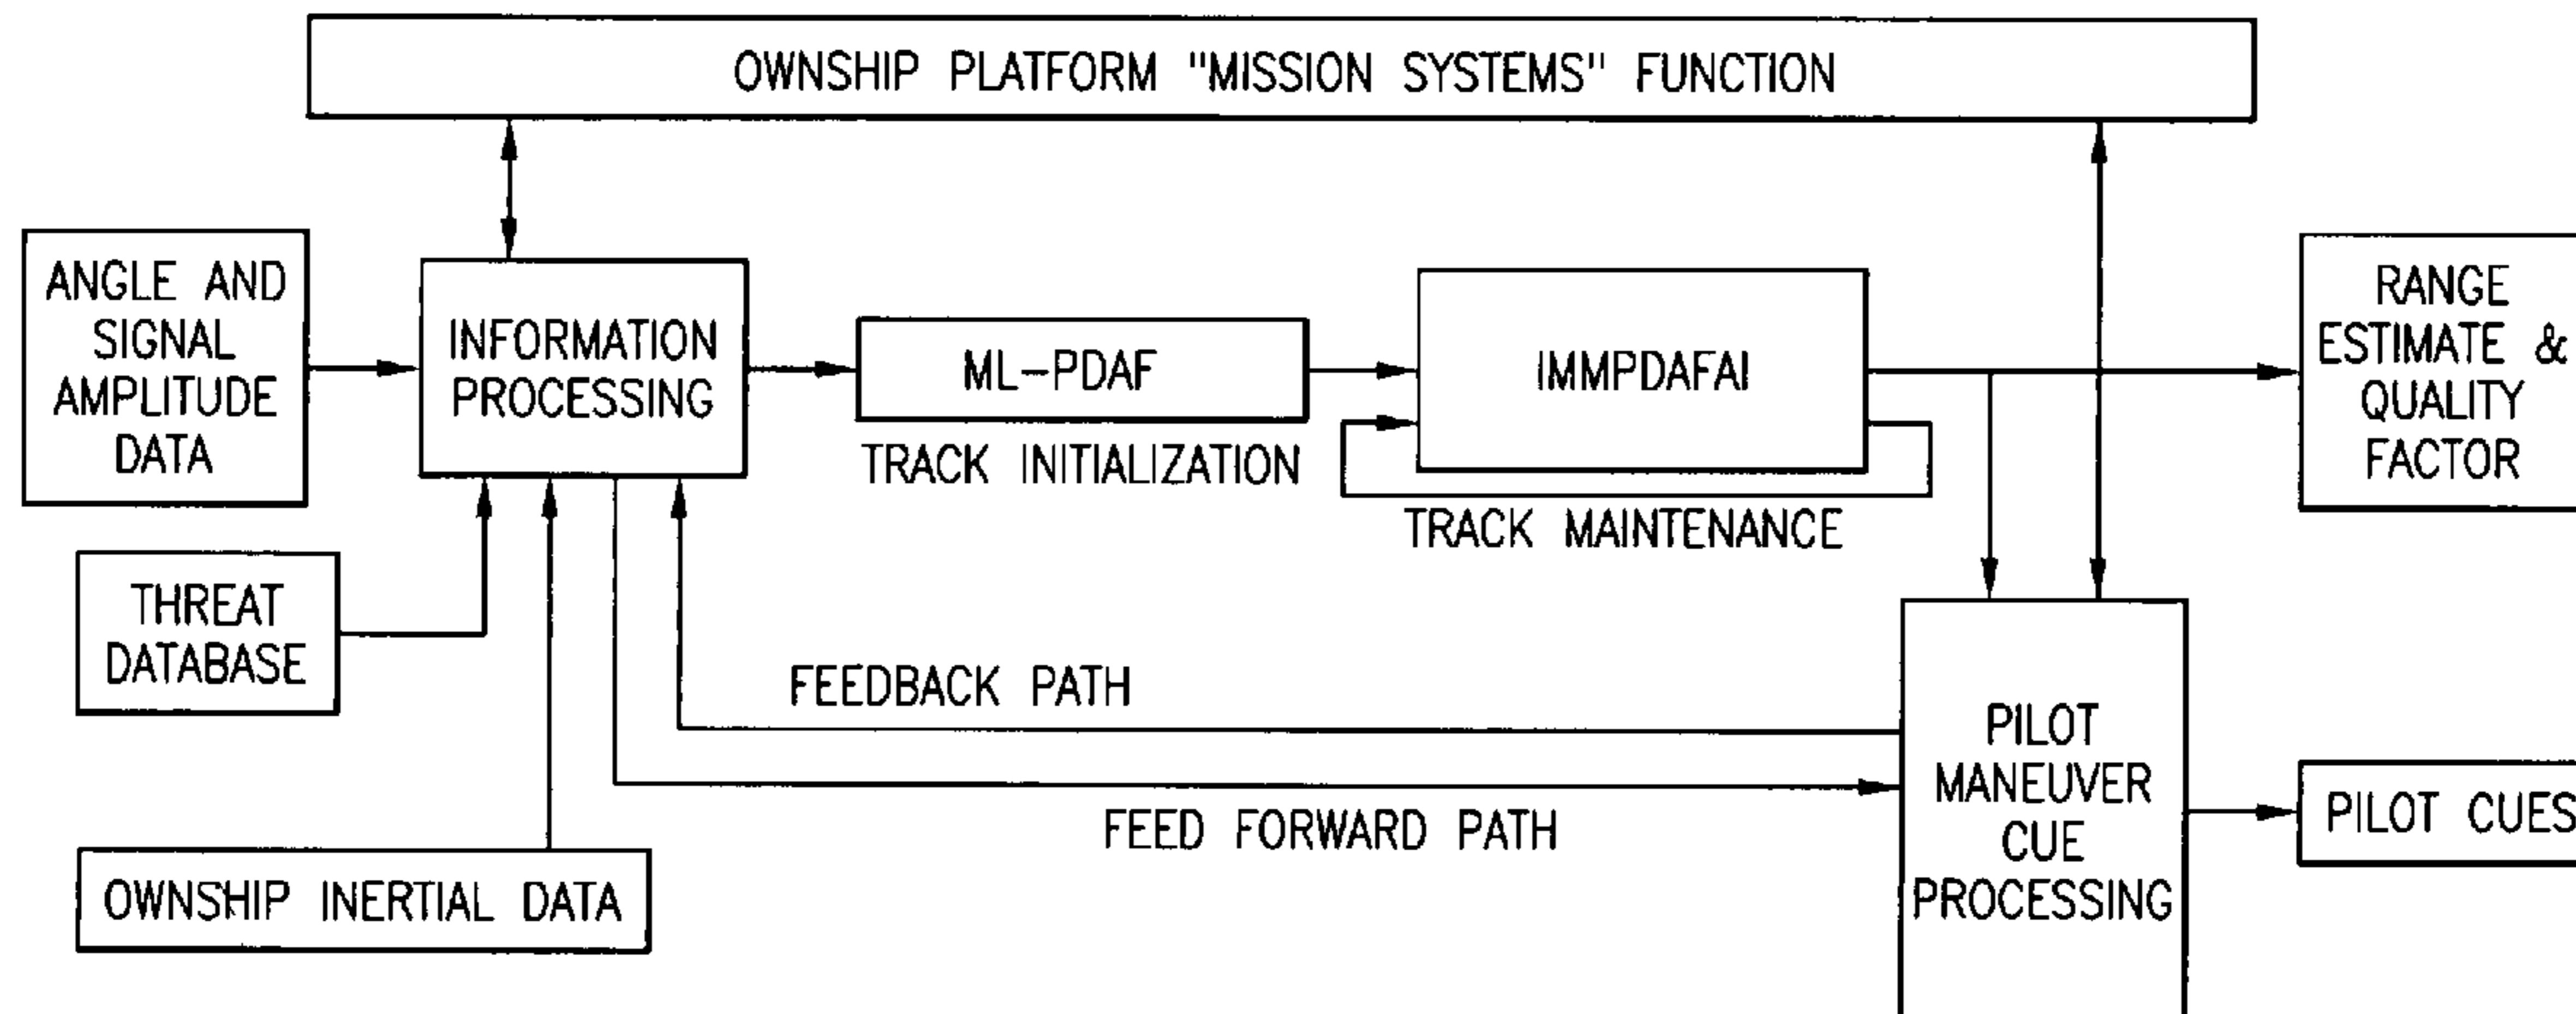 OWNSHIP PLATFORM "MISSION SYSTEMS" FUNCTION
ANGLE AND
SIGNAL
AMPLITUDE
DATA
INFORMATION
PROCESSING
ML-PDAF
TRACK INITIALIZATION
IMMPDAFAI
TRACK MAINTENANCE
RANGE
ESTIMATE &
QUALITY
FACTOR
THREAT
DATABASE
FEEDBACK PATH
FEED FORWARD PATH
PILOT
MANEUVER
CUE
PROCESSING
PILOT CUES
OWNSHIP INERTIAL DATA